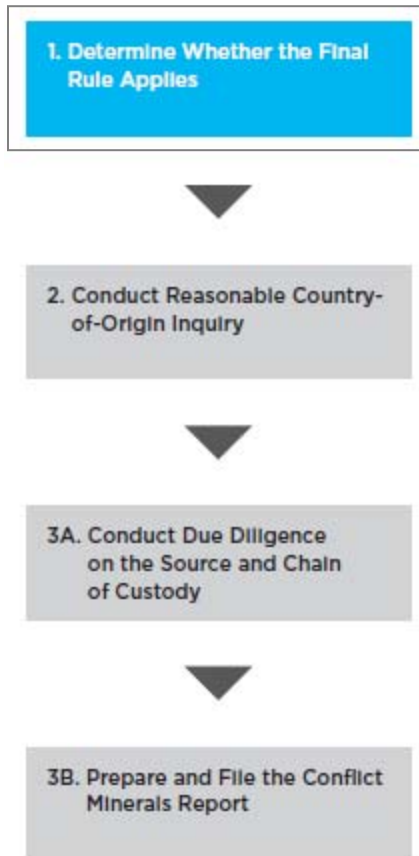 1. Determine Whether the Final
Rule Applies
2. Conduct Reasonable Country-
of-Origin Inquiry
3A. Conduct Due Diligence
on the Source and Chain
of Custody
3B. Prepare and File the Conflict
Minerals Report